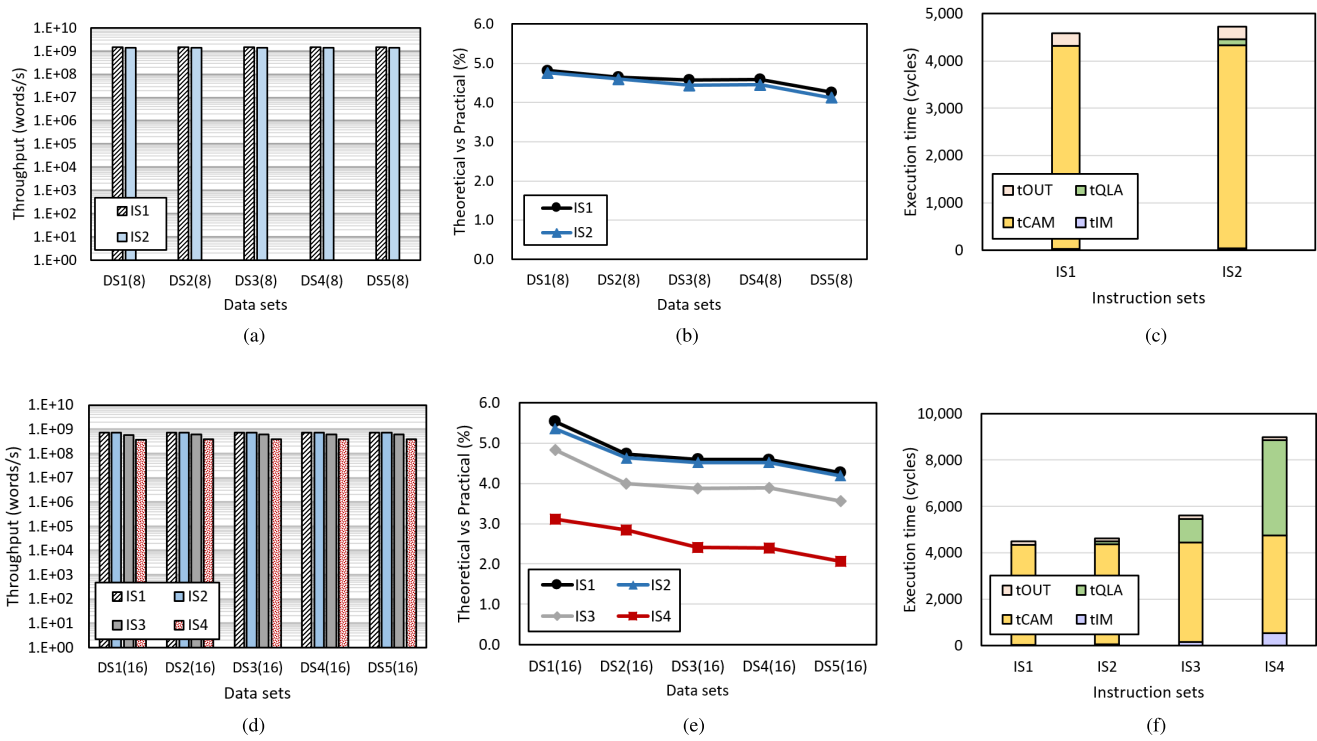 1.E+10
1.E+09
1.E+08
1.E+07
1.E+06
1.E+05
1.E+04
1.E+03
1.E+02
1.E+01
1.E+00
Throughput (words/s)
IS1
IS2
DS1(8) DS2(8) DS3(8) DS4(8) DS5(8)
Data sets
(a)
6.0
5.0
4.0
3.0
2.0
1.0
0.0
Theoretical vs Practical (%)
IS1
IS2
DS1(8) DS2(8) DS3(8) DS4(8) DS5(8)
Data sets
(b)
5,000
4,000
3,000
2,000
1,000
0
Execution time (cycles)
tOUT tQLA
tCAM tIM
IS1 IS2
Instruction sets
(c)
1.E+10
1.E+09
1.E+08
1.E+07
1.E+06
1.E+05
1.E+04
1.E+03
1.E+02
1.E+01
1.E+00
Throughput (words/s)
IS1 IS2
IS3 IS4
DS1(16) DS2(16) DS3(16) DS4(16) DS5(16)
Data sets
(d)
6.0
5.0
4.0
3.0
2.0
1.0
0.0
Theoretical vs Practical (%)
IS1 IS2
IS3 IS4
DS1(16) DS2(16) DS3(16) DS4(16) DS5(16)
Data sets
(e)
10,000
8,000
6,000
4,000
2,000
0
Execution time (cycles)
tOUT tQLA
tCAM tIM
IS1 IS2 IS3 IS4
Instruction sets
(f)